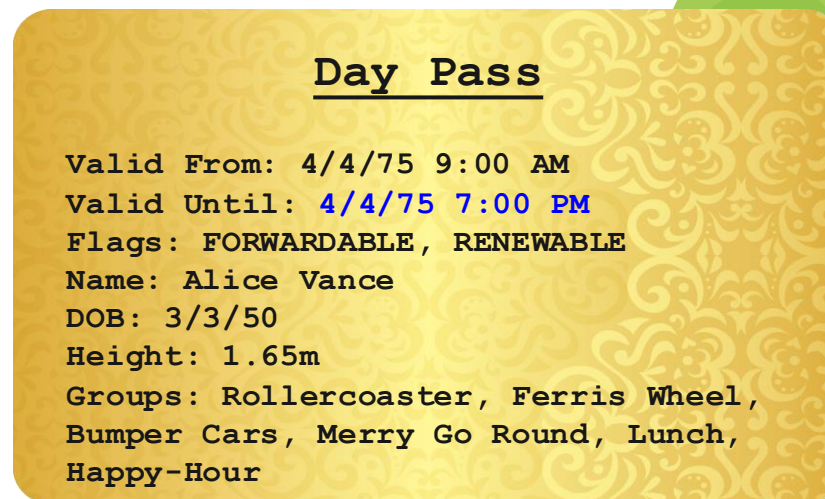 Day Pass
Valid From: 4/4/75 9:00 AM
Valid Until: 4/4/75 7:00 PM
Flags: FORWARDABLE, RENEWABLE
Name: Alice Vance
DOB: 3/3/50
Height: 1.65m
Groups: Rollercoaster, Ferris Wheel,
Bumper Cars, Merry Go Round, Lunch,
Happy-Hour